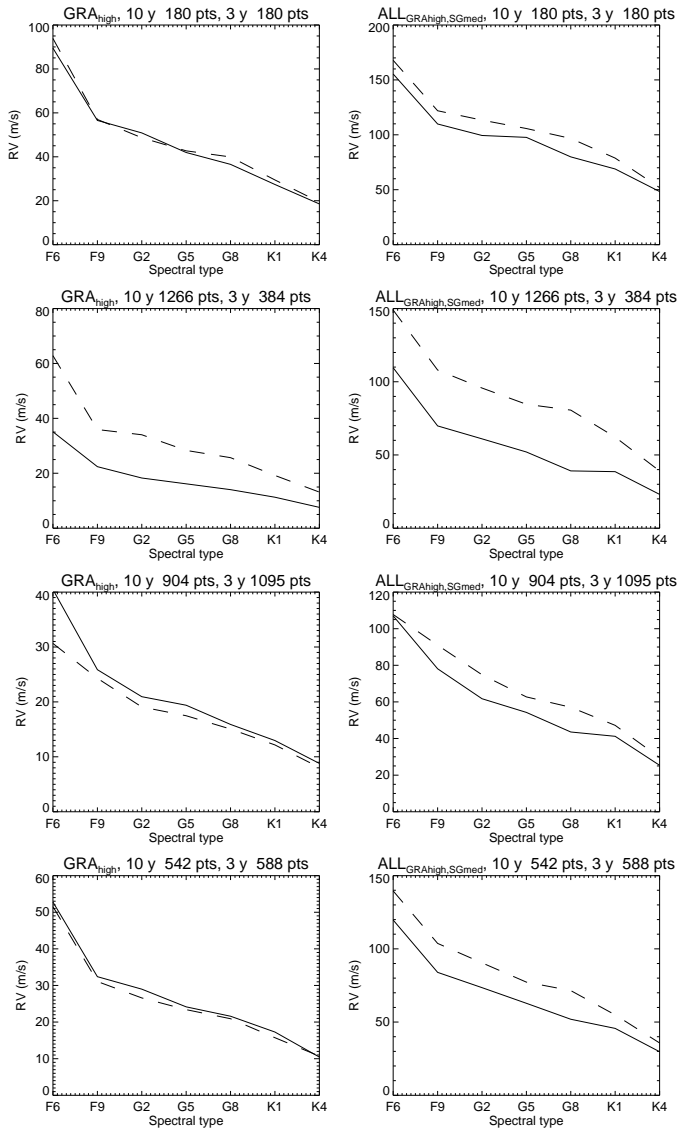 GRAhigh, 10 y 180 pts, 3 y 180 pts
100
80
60
40
20
0
RV (m/s)
F6 F9 G2 G5 G8 K1 K4
Spectral type
ALLGRAhigh,SGmed, 10 y 180 pts, 3 y 180 pts
200
150
100
50
0
RV (m/s)
F6 F9 G2 G5 G8 K1 K4
Spectral type
GRAhigh, 10 y 1266 pts, 3 y 384 pts
80
60
40
20
0
RV (m/s)
F6 F9 G2 G5 G8 K1 K4
Spectral type
ALLGRAhigh,SGmed, 10 y 1266 pts, 3 y 384 pts
150
100
50
0
RV (m/s)
F6 F9 G2 G5 G8 K1 K4
Spectral type
GRAhigh, 10 y 904 pts, 3 y 1095 pts
40
30
20
10
0
RV (m/s)
F6 F9 G2 G5 G8 K1 K4
Spectral type
ALLGRAhigh,SGmed, 10 y 904 pts, 3 y 1095 pts
120
100
80
60
40
20
0
RV (m/s)
F6 F9 G2 G5 G8 K1 K4
Spectral type
GRAhigh, 10 y 542 pts, 3 y 588 pts
60
50
40
30
20
10
0
RV (m/s)
F6 F9 G2 G5 G8 K1 K4
Spectral type
ALLGRAhigh,SGmed, 10 y 542 pts, 3 y 588 pts
150
100
50
0
RV (m/s)
F6 F9 G2 G5 G8 K1 K4
Spectral type